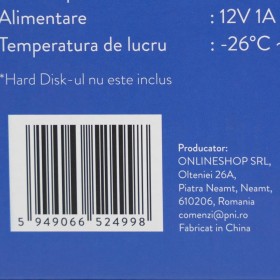 Alimentare : 12V 1A
Temperatura de lucru : -26°C ~
*Hard Disk-ul nu este inclus
Producator:
ONLINESHOP SRL,
Olteniei 26A,
Piatra Neamt, Neamt,
610206, Romania
comenzi@pni.ro
Fabricat in China
5 949066 524998